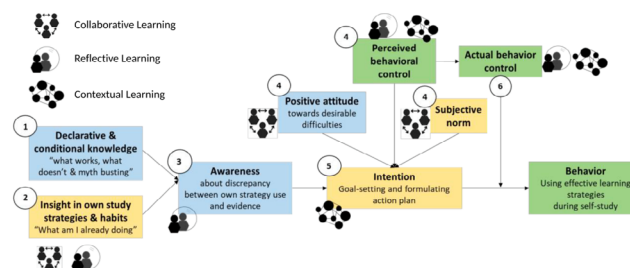 Collaborative Learning
Reflective Learning
Contextual Learning
1
Declarative &
conditional knowledge
"what works, what
doesn't & myth busting"
2
Insight in own study
strategies & habits
"What am I already doing"
3
Awareness
about discrepancy
between own strategy use
and evidence
4
Positive attitude
towards desirable
difficulties
4
Perceived
behavioral
control
4
Subjective
norm
5
Intention
Goal-setting and formulating
action plan
Actual behavior
control
6
Behavior
Using effective learning
strategies
during self-study